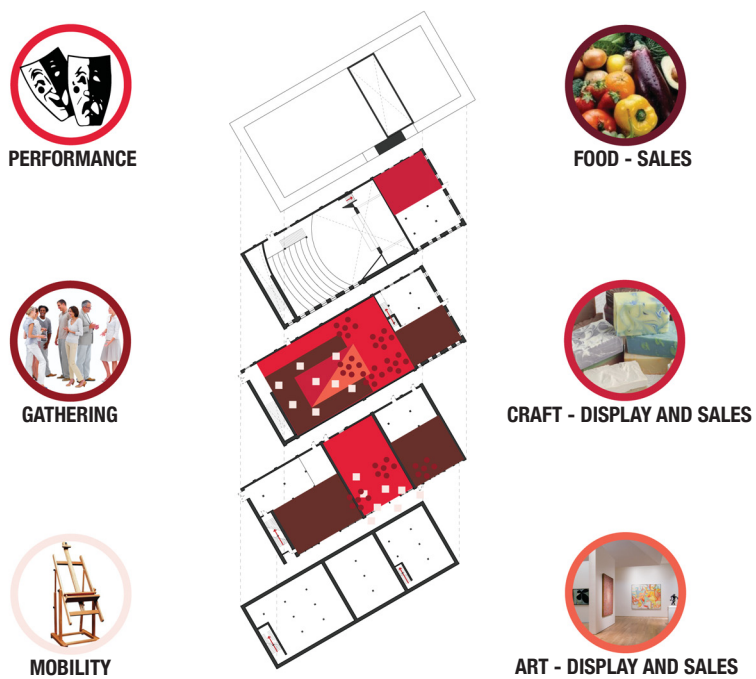 PERFORMANCE
FOOD - SALES
GATHERING
CRAFT - DISPLAY AND SALES
MOBILITY
ART - DISPLAY AND SALES